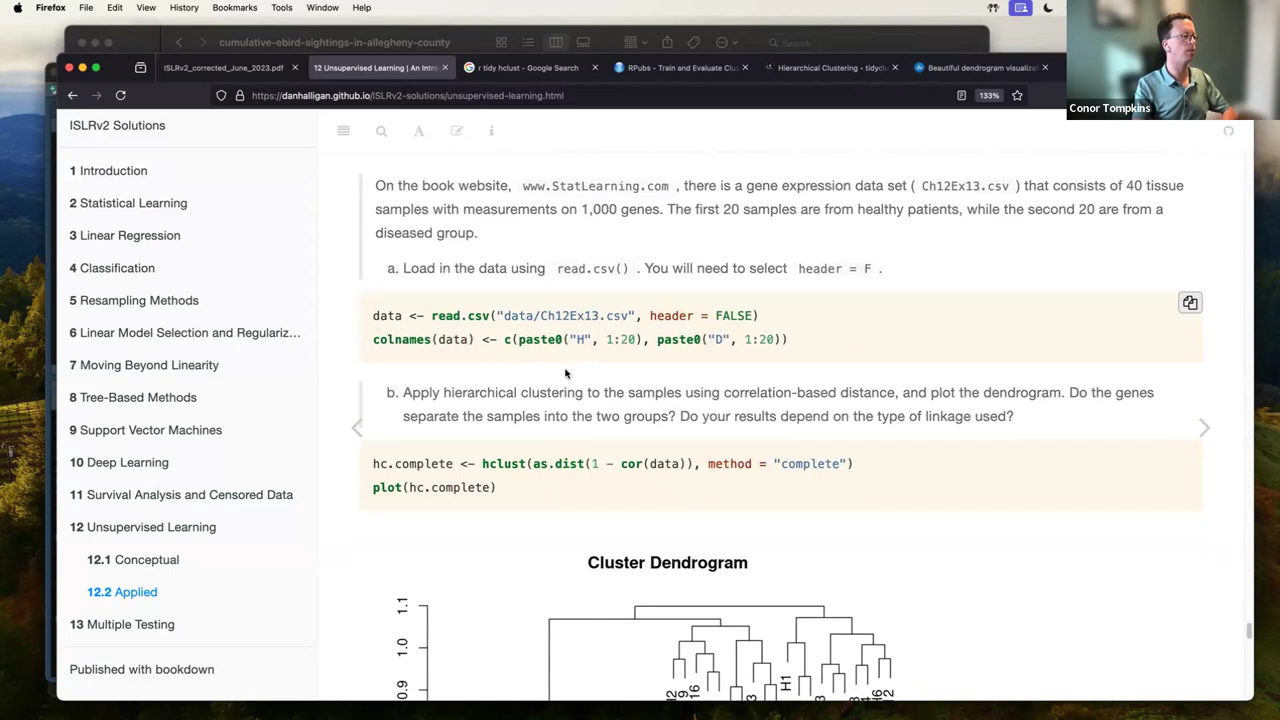 Firefox File Edit View History Bookmarks Tools Window Help
cumulative-ebird-sightings-in-allegheny-county
Search
ISLRv2_corrected_June_2023.pdf
12 Unsupervised Learning | An Intro
r tidy hclust - Google Search
RPubs - Train and Evaluate Clu
Hierarchical Clustering - tidyc
Beautiful dendrogram visualiza
https://danhalligan.github.io/ISLRv2-solutions/unsupervised-learning.html
133%
Conor Tompkins
ISLRv2 Solutions
1 Introduction
2 Statistical Learning
3 Linear Regression
4 Classification
5 Resampling Methods
6 Linear Model Selection and Regulariz…
7 Moving Beyond Linearity
8 Tree-Based Methods
9 Support Vector Machines
10 Deep Learning
11 Survival Analysis and Censored Data
12 Unsupervised Learning
12.1 Conceptual
12.2 Applied
13 Multiple Testing
Published with bookdown
On the book website, www.StatLearning.com , there is a gene expression data set ( Ch12Ex13.csv ) that consists of 40 tissue
samples with measurements on 1,000 genes. The first 20 samples are from healthy patients, while the second 20 are from a
diseased group.
a. Load in the data using read.csv() . You will need to select header = F .
data <- read.csv("data/Ch12Ex13.csv", header = FALSE)
colnames(data) <- c(paste0("H", 1:20), paste0("D", 1:20))
b. Apply hierarchical clustering to the samples using correlation-based distance, and plot the dendrogram. Do the genes
separate the samples into the two groups? Do your results depend on the type of linkage used?
hc.complete <- hclust(as.dist(1 - cor(data)), method = "complete")
plot(hc.complete)
Cluster Dendrogram
1.1
1.0
0.9
H1